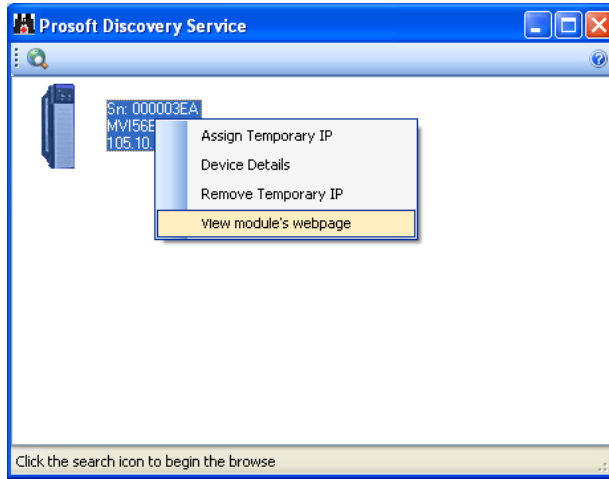 Prosoft Discovery Service
Sn: 000003EA
MVI56E
105.10.
Assign Temporary IP
Device Details
Remove Temporary IP
View module's webpage
Click the search icon to begin the browse